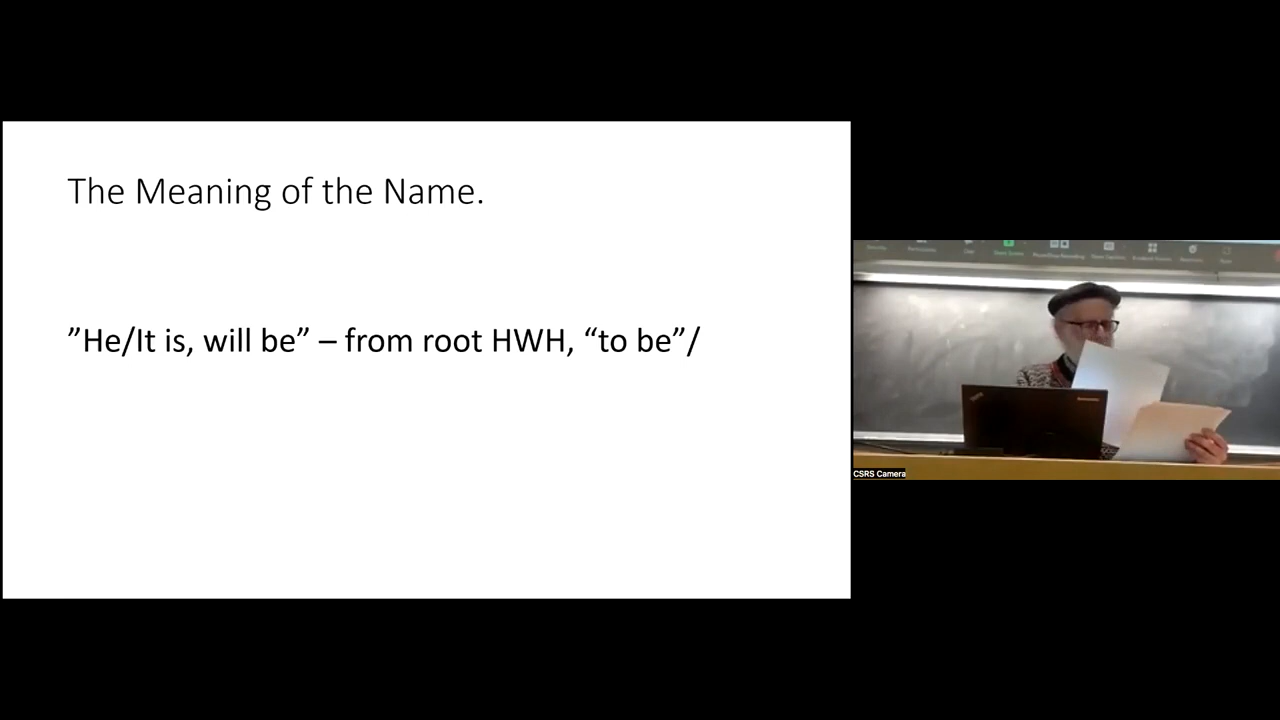 The Meaning of the Name.
”He/It is, will be” – from root HWH, “to be”/
CSRS Camera